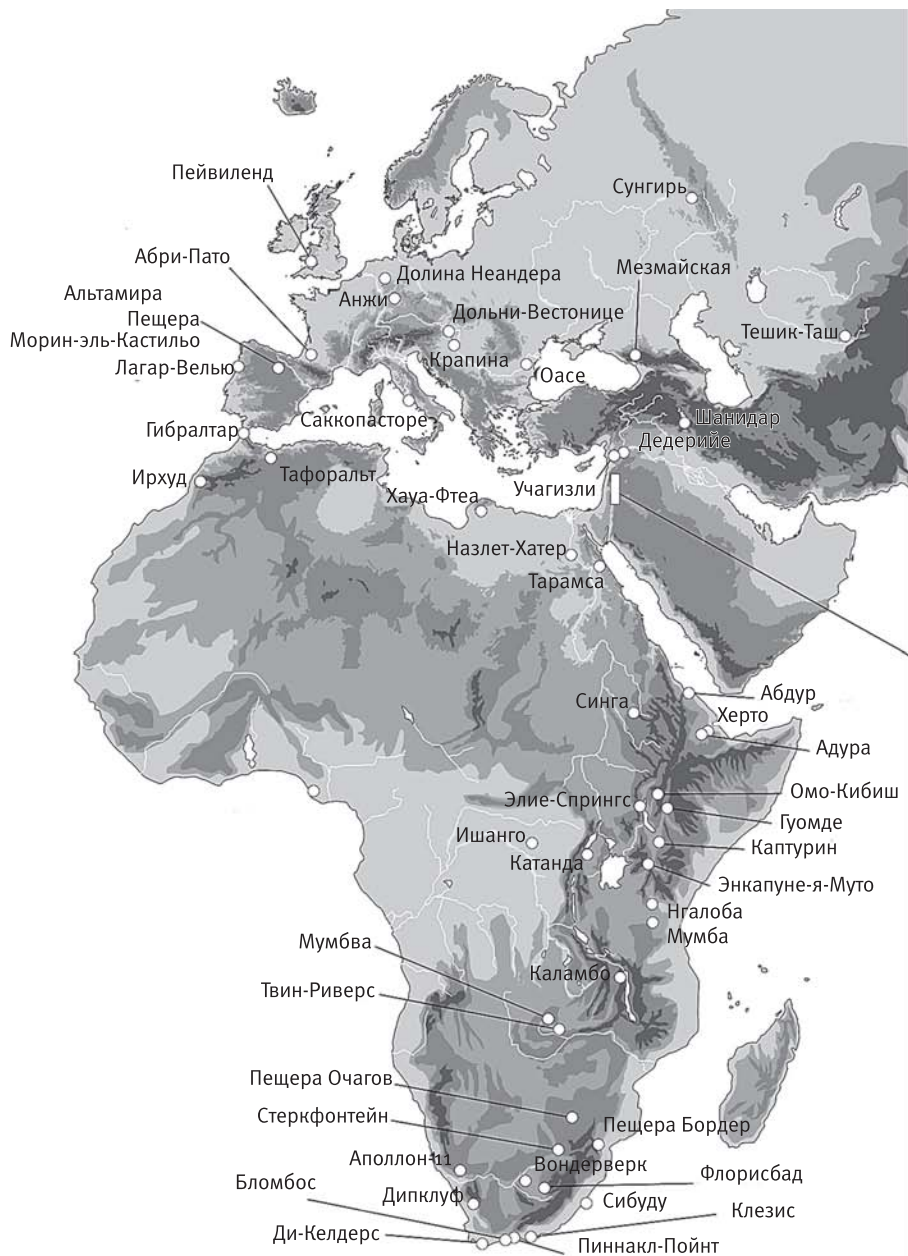 Пейвиленд
Сунгирь
Абри-Пато
Мезмайская
Долина Неандера
Альтамира
Анжи
Дольни-Вестонице
Пещера
Морин-эль-Кастильо
Тешик-Таш
Крапина
Лагар-Велью
Оасе
Саккопасторе
Шанидар
Гибралтар
Дедерийе
Ирхуд
Тафоральт
Учагизли
Хауа-Фтеа
Назлет-Хатер
Тарамса
Синга
Абдур
Херто
Адура
Омо-Кибиш
Элие-Спрингс
Гуомде
Ишанго
Каптурин
Катанда
Энкапуне-я-Муто
Нгалоба
Мумба
Мумбва
Каламбо
Твин-Риверс
Пещера Очагов
Стеркфонтейн
Пещера Бордер
Аполлон-11
Вондерверк
Флорисбад
Бломбос
Дипклуф
Сибуду
Клезис
Ди-Келдерс
Пиннакл-Пойнт